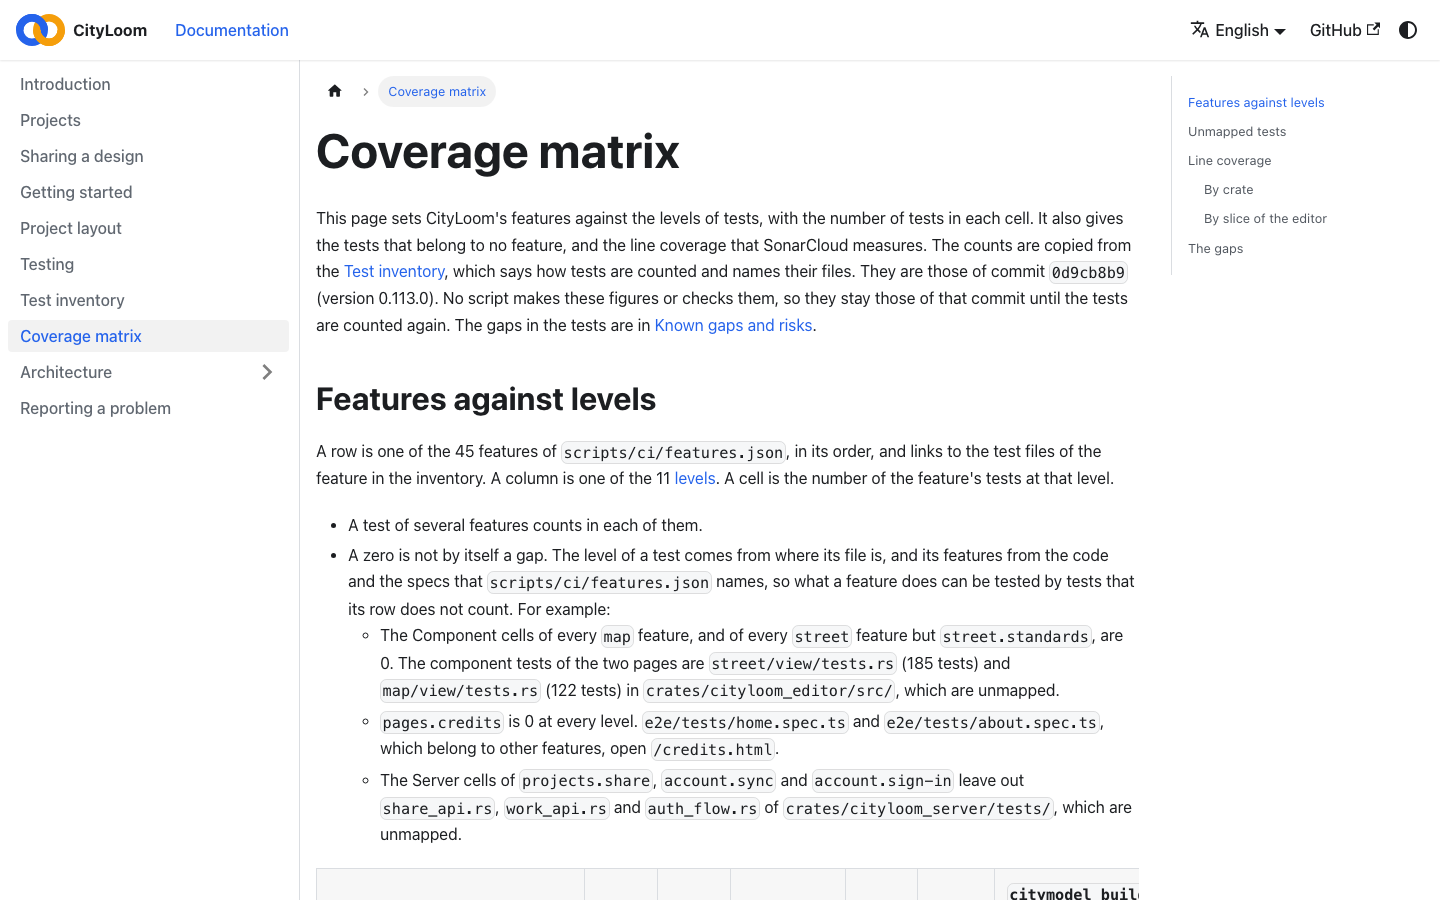 CityLoom
Documentation
English
GitHub
Introduction
Projects
Sharing a design
Getting started
Project layout
Testing
Test inventory
Coverage matrix
Architecture
Reporting a problem
Coverage matrix
Coverage matrix
This page sets CityLoom's features against the levels of tests, with the number of tests in each cell. It also gives
the tests that belong to no feature, and the line coverage that SonarCloud measures. The counts are copied from
the Test inventory, which says how tests are counted and names their files. They are those of commit 0d9cb8b9
(version 0.113.0). No script makes these figures or checks them, so they stay those of that commit until the tests
are counted again. The gaps in the tests are in Known gaps and risks.
Features against levels
A row is one of the 45 features of scripts/ci/features.json, in its order, and links to the test files of the
feature in the inventory. A column is one of the 11 levels. A cell is the number of the feature's tests at that level.
• A test of several features counts in each of them.
• A zero is not by itself a gap. The level of a test comes from where its file is, and its features from the code
and the specs that scripts/ci/features.json names, so what a feature does can be tested by tests that
its row does not count. For example:
◦ The Component cells of every map feature, and of every street feature but street.standards, are
0. The component tests of the two pages are street/view/tests.rs (185 tests) and
map/view/tests.rs (122 tests) in crates/cityloom_editor/src/, which are unmapped.
◦ pages.credits is 0 at every level. e2e/tests/home.spec.ts and e2e/tests/about.spec.ts,
which belong to other features, open /credits.html.
◦ The Server cells of projects.share, account.sync and account.sign-in leave out
share_api.rs, work_api.rs and auth_flow.rs of crates/cityloom_server/tests/, which are
unmapped.
Features against levels
Unmapped tests
Line coverage
By crate
By slice of the editor
The gaps